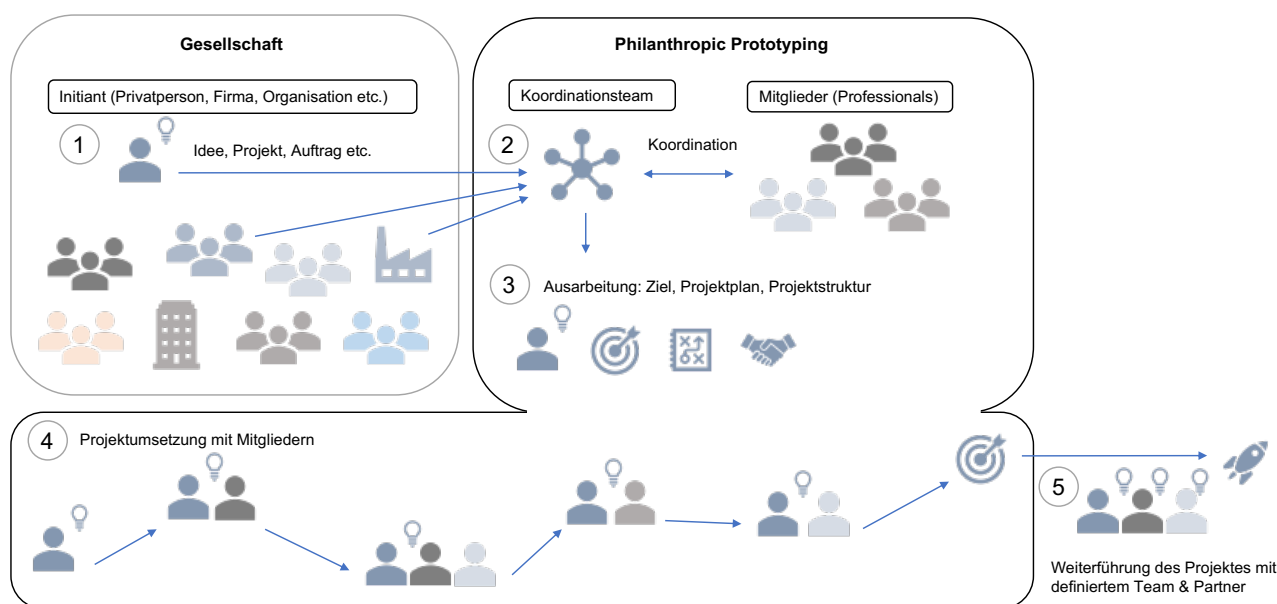 Gesellschaft
Initiant (Privatperson, Firma, Organisation etc.)
1
Idee, Projekt, Auftrag etc.
Philanthropic Prototyping
Koordinationsteam
Mitglieder (Professionals)
2
Koordination
3
Ausarbeitung: Ziel, Projektplan, Projektstruktur
4
Projektumsetzung mit Mitgliedern
5
Weiterführung des Projektes mit
definiertem Team & Partner